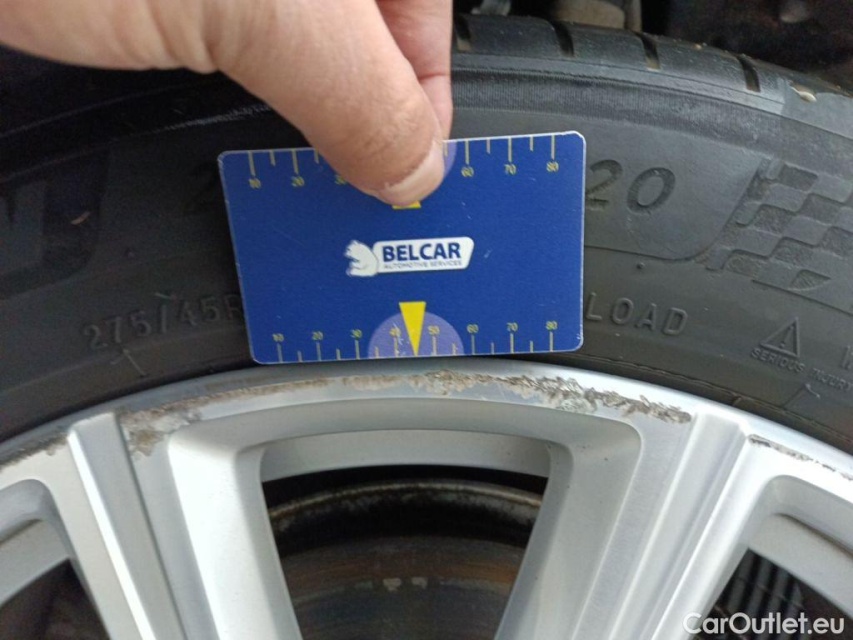 10 20 60 70 80
BELCAR
AUTOMOTIVE SERVICES
10 20 30 40 50 60 70 80
20
275/45R
LOAD
SERIOUS INJURY
CarOutlet.eu